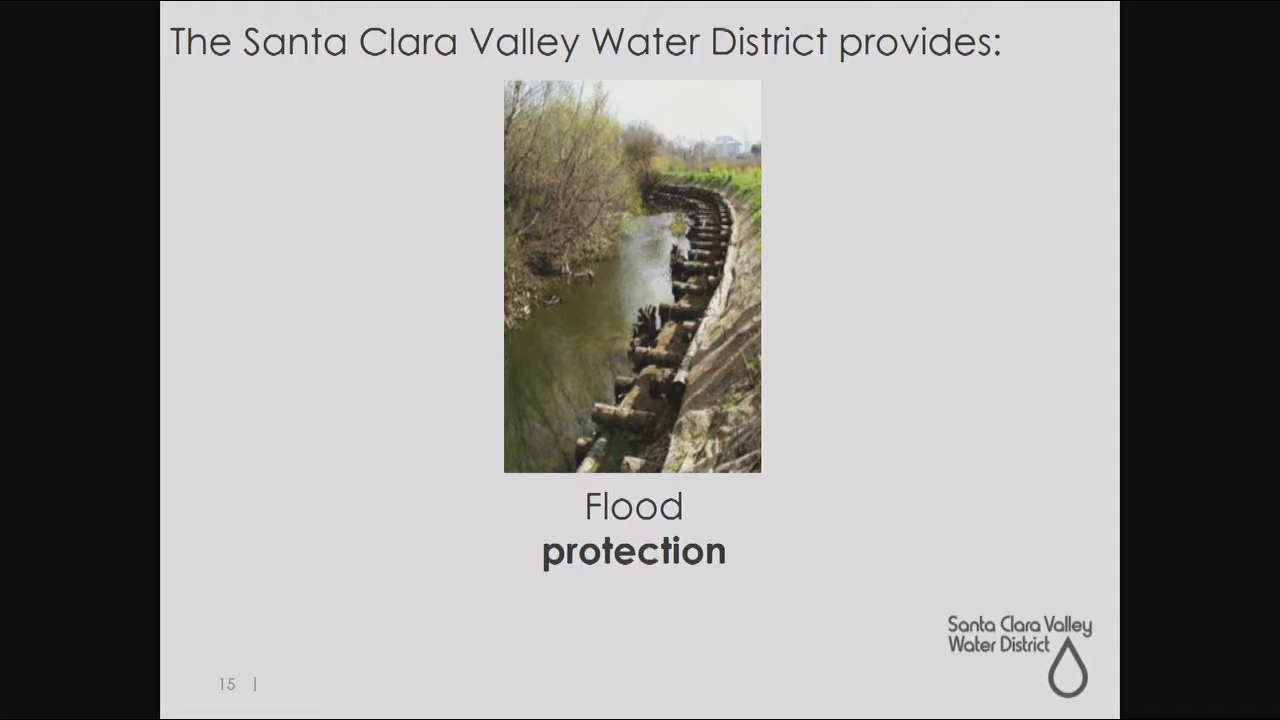 The Santa Clara Valley Water District provides:
Flood
protection
Santa Clara Valley
Water District
15 |